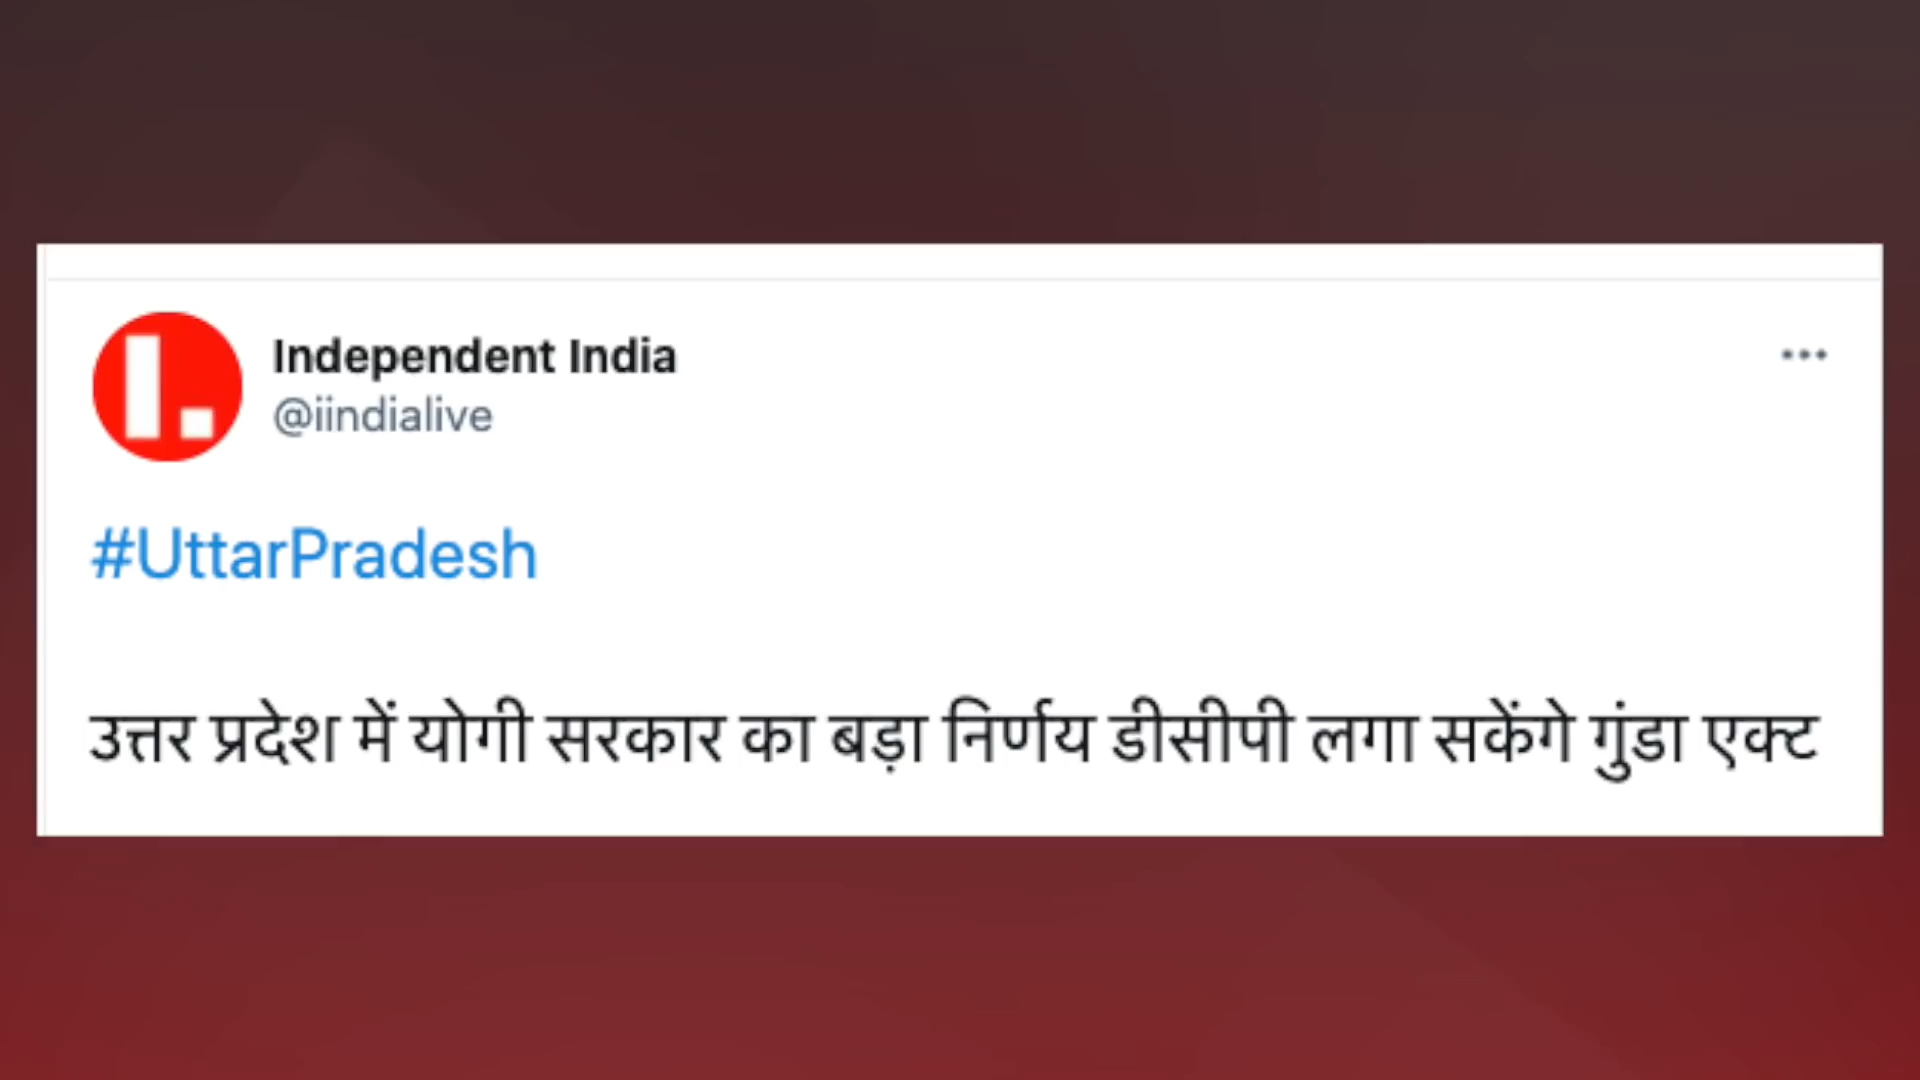 Independent India
@iindialive
#UttarPradesh
उत्तर प्रदेश में योगी सरकार का बड़ा निर्णय डीसीपी लगा सकेंगे गुंडा एक्ट